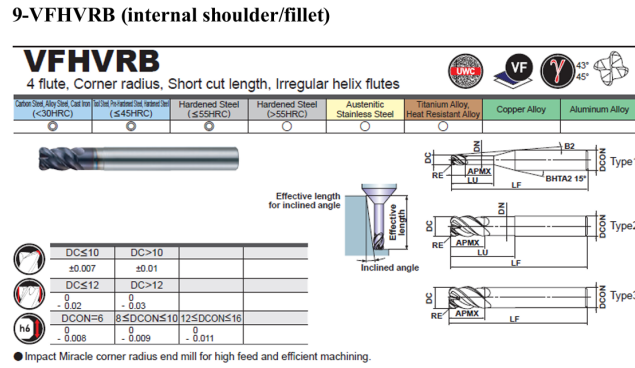 9-VFHVRB (internal shoulder/fillet)
VFHVRB
4 flute, Corner radius, Short cut length, Irregular helix flutes
UWC VF γ 43° 45°
Carbon Steel, Alloy Steel, Cast Iron (<30HRC) Tool Steel, Pre-Hardened Steel, Hardened Steel (≤45HRC) Hardened Steel (≤55HRC) Hardened Steel (>55HRC) Austenitic Stainless Steel Titanium Alloy, Heat Resistant Alloy Copper Alloy Aluminum Alloy
◎ ◎ ◎ ○ ○ ○
DC RE APMX LU LF DN B2 BHTA2 15° DCON Type1
Effective length for inclined angle
Effective length
Inclined angle
DC RE APMX LU LF DN DCON Type2
DC RE APMX LF DCON Type3
DC≤10 DC>10
±0.007 ±0.01
DC≤12 DC>12
0 0
- 0.02 - 0.03
h6 DCON=6 8≤DCON≤10 12≤DCON≤16
0 0 0
- 0.008 - 0.009 - 0.011
● Impact Miracle corner radius end mill for high feed and efficient machining.